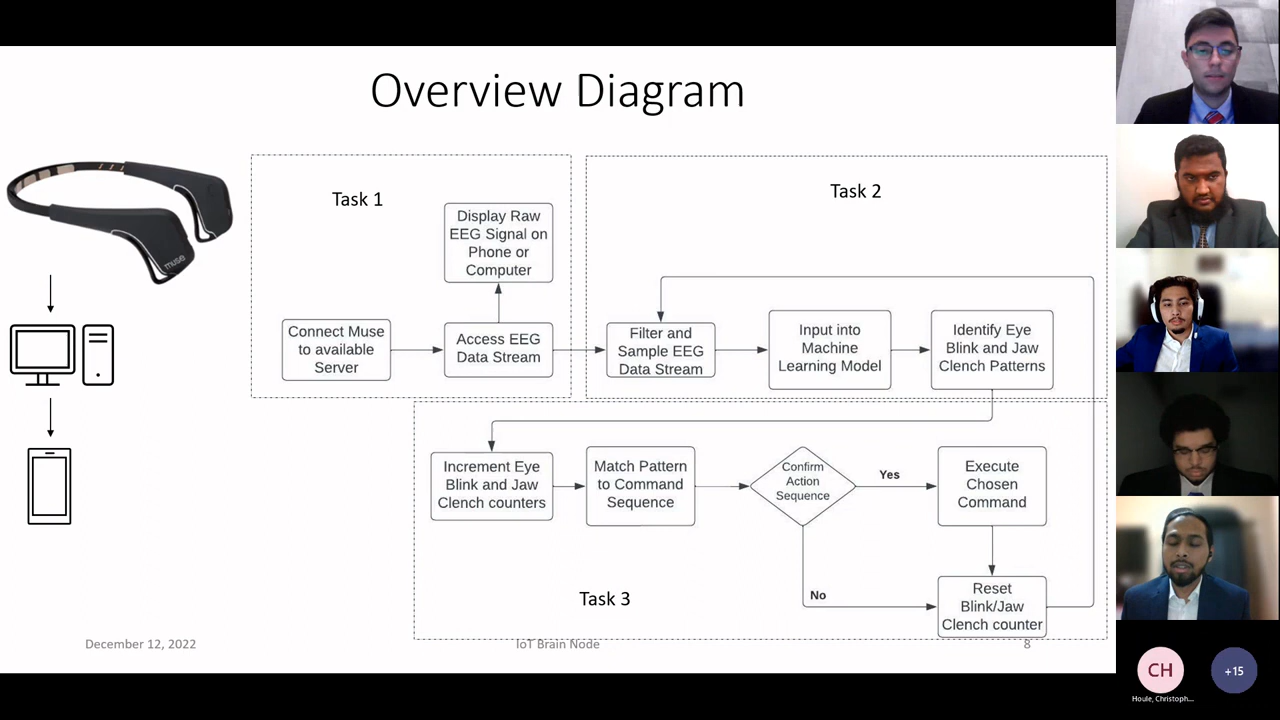 Overview Diagram
muse
Task 1
Display Raw
EEG Signal on
Phone or
Computer
Connect Muse
to available
Server
Access EEG
Data Stream
Task 2
Filter and
Sample EEG
Data Stream
Input into
Machine
Learning Model
Identify Eye
Blink and Jaw
Clench Patterns
Increment Eye
Blink and Jaw
Clench counters
Match Pattern
to Command
Sequence
Confirm
Action
Sequence
Yes
Execute
Chosen
Command
No
Reset
Blink/Jaw
Clench counter
Task 3
December 12, 2022
IoT Brain Node
8
CH
+15
Houle, Christoph...